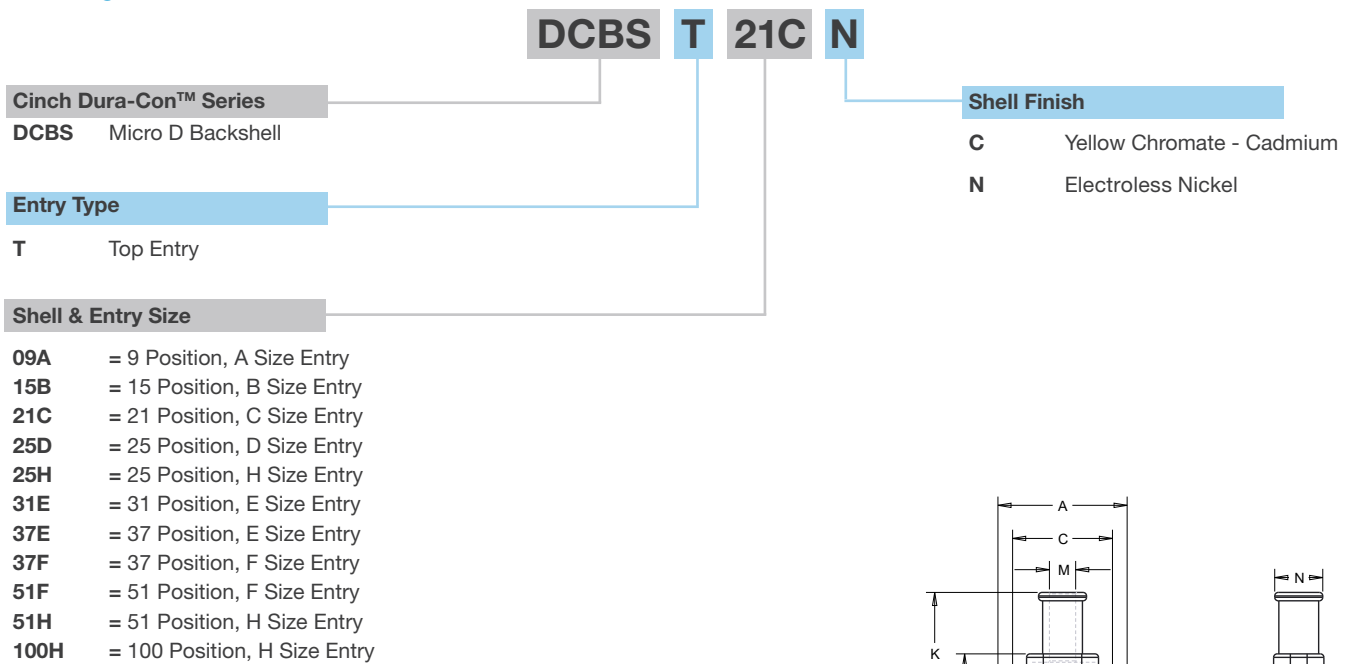 DCBS T 21C N
Cinch Dura-Con™ Series
DCBS Micro D Backshell
Entry Type
T Top Entry
Shell & Entry Size
09A = 9 Position, A Size Entry
15B = 15 Position, B Size Entry
21C = 21 Position, C Size Entry
25D = 25 Position, D Size Entry
25H = 25 Position, H Size Entry
31E = 31 Position, E Size Entry
37E = 37 Position, E Size Entry
37F = 37 Position, F Size Entry
51F = 51 Position, F Size Entry
51H = 51 Position, H Size Entry
100H = 100 Position, H Size Entry
Shell Finish
C Yellow Chromate - Cadmium
N Electroless Nickel
A
C
M
N
K